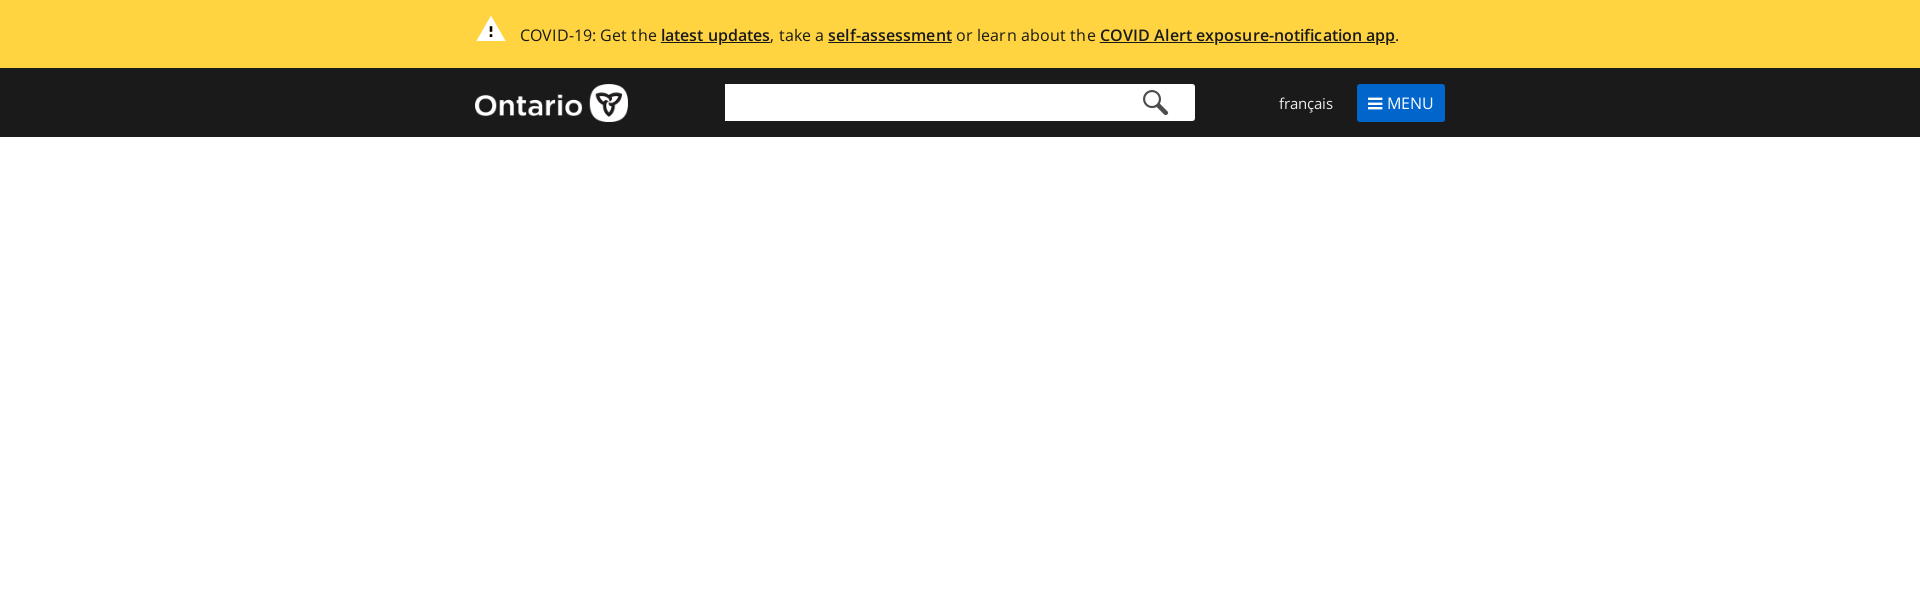 COVID-19: Get the latest updates, take a self-assessment or learn about the COVID Alert exposure-notification app.
Ontario
français
MENU